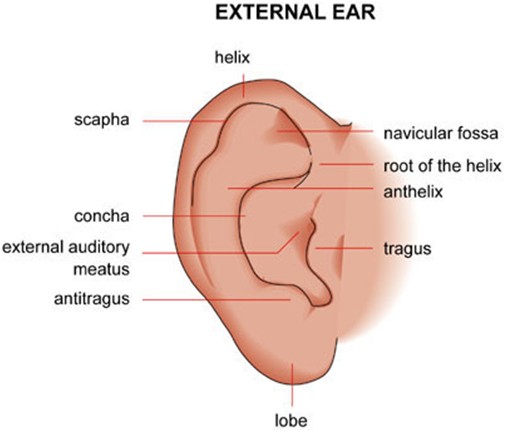 EXTERNAL EAR
helix
scapha
navicular fossa
root of the helix
anthelix
concha
external auditory
meatus
tragus
antitragus
lobe